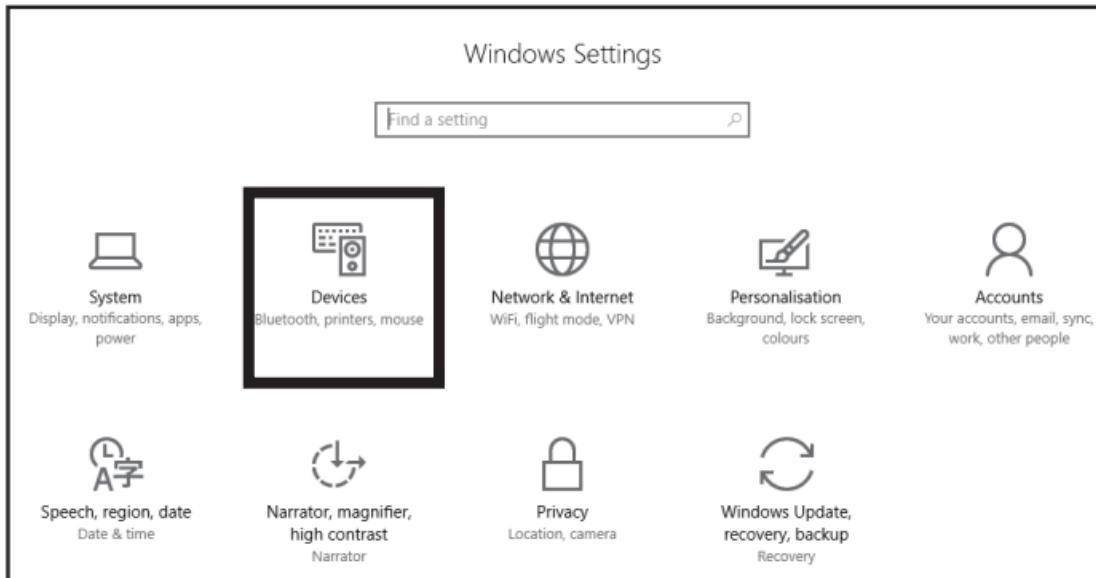 Windows Settings
Find a setting
System
Display, notifications, apps,
power
Devices
Bluetooth, printers, mouse
Network & Internet
WiFi, flight mode, VPN
Personalisation
Background, lock screen,
colours
Accounts
Your accounts, email, sync,
work, other people
A字
Speech, region, date
Date & time
Narrator, magnifier,
high contrast
Narrator
Privacy
Location, camera
Windows Update,
recovery, backup
Recovery